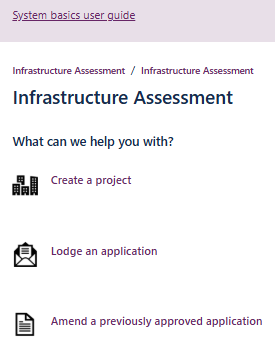 System basics user guide
Infrastructure Assessment / Infrastructure Assessment
Infrastructure Assessment
What can we help you with?
Create a project
Lodge an application
Amend a previously approved application